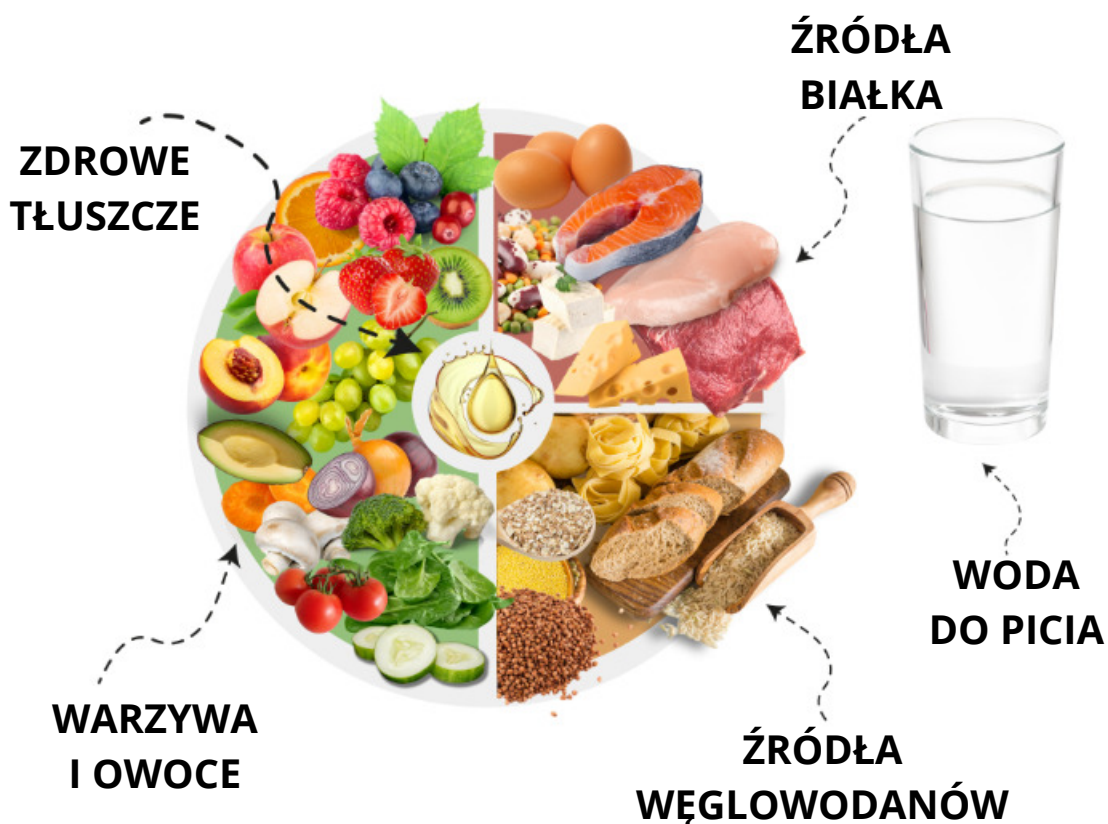 ŹRÓDŁA
BIAŁKA
ZDROWE
TŁUSZCZE
WODA
DO PICIA
WARZYWA
I OWOCE
ŹRÓDŁA
WĘGLOWODANÓW